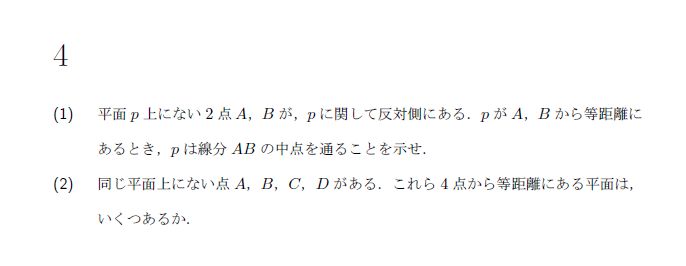 4
(1) 平面 p 上にない 2 点 A，B が，p に関して反対側にある．p が A，B から等距離に
あるとき，p は線分 AB の中点を通ることを示せ．
(2) 同じ平面上にない点 A，B，C，D がある．これら 4 点から等距離にある平面は，
いくつあるか．